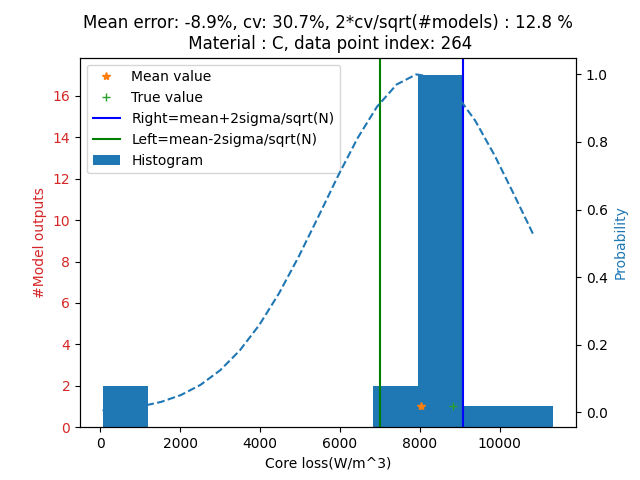 Mean error: -8.9%, cv: 30.7%, 2*cv/sqrt(#models) : 12.8 %
Material : C, data point index: 264
Mean value
True value
Right=mean+2sigma/sqrt(N)
Left=mean-2sigma/sqrt(N)
Histogram
#Model outputs
16
14
12
10
8
6
4
2
0
1.0
0.8
0.6
0.4
0.2
0.0
Probability
0 2000 4000 6000 8000 10000
Core loss(W/m^3)